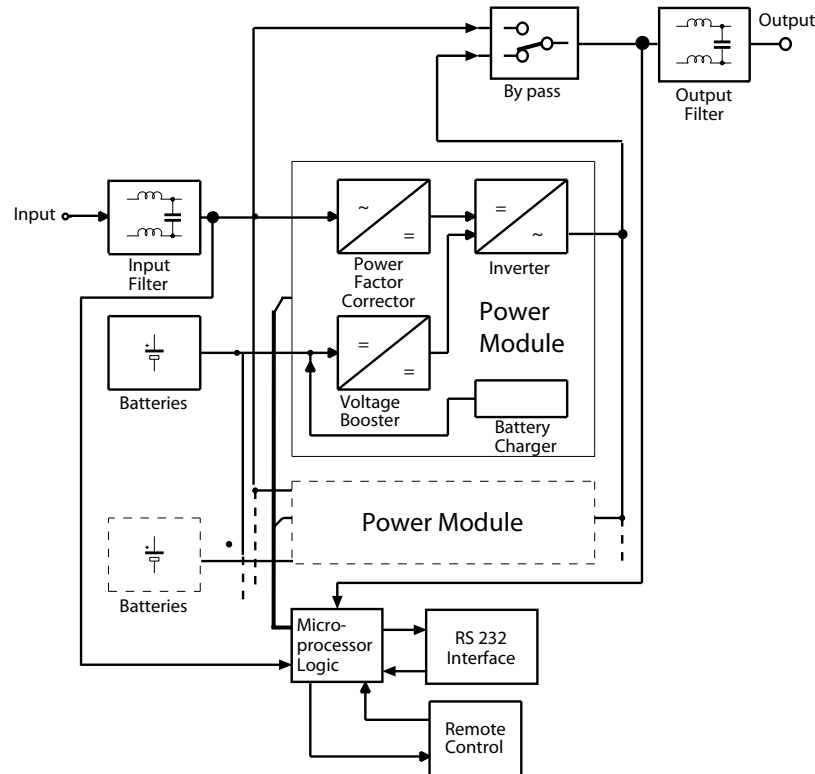 Output
By pass
Output
Filter
Input
~
=
=
~
Input
Filter
Power
Factor
Corrector
Inverter
Power
Module
+
=
=
Batteries
Voltage
Booster
Battery
Charger
Power Module
+
Batteries
Micro-
processor
Logic
RS 232
Interface
Remote
Control